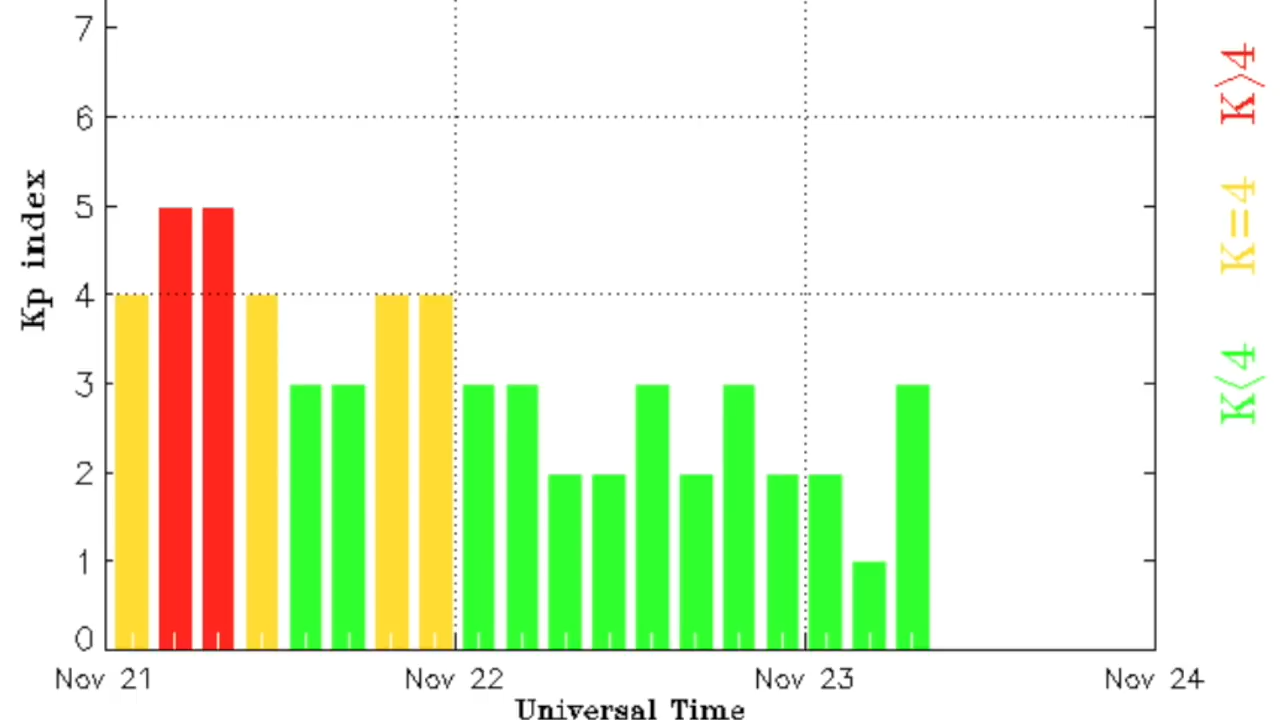 7
6
5
4
3
2
1
0
Kp index
Nov 21
Nov 22
Nov 23
Nov 24
Universal Time
K>4
K=4
K<4